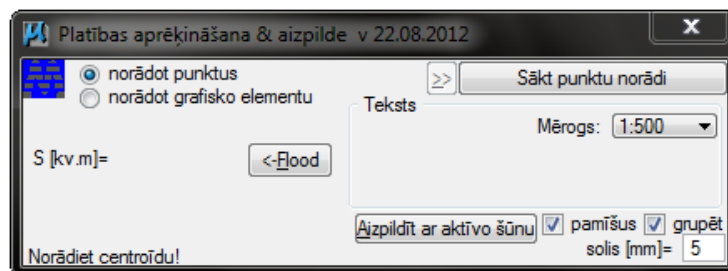 Platības aprēķināšana & aizpilde v 22.08.2012
norādot punktus
norādot grafisko elementu
>> Sākt punktu norādi
Teksts
Mērogs: 1:500
S [kv.m]=
<-Flood
Aizpildīt ar aktīvo šūnu pamīšus grupēt
solis [mm]= 5
Norādiet centroīdu!